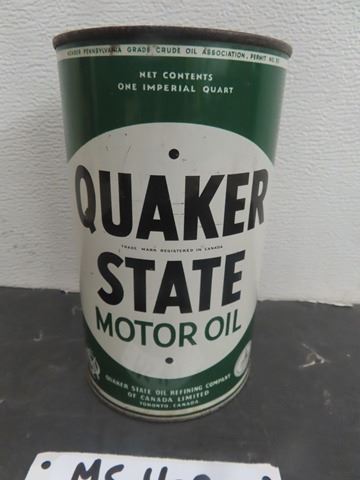 PENNSYLVANIA GRADE CRUDE OIL ASSOCIATION, PERMIT NO.
NET CONTENTS
ONE IMPERIAL QUART
QUAKER
TRADE MARK REGISTERED IN CANADA
STATE
MOTOR OIL
QUAKER STATE OIL REFINING COMPANY
OF CANADA LIMITED
TORONTO, CANADA